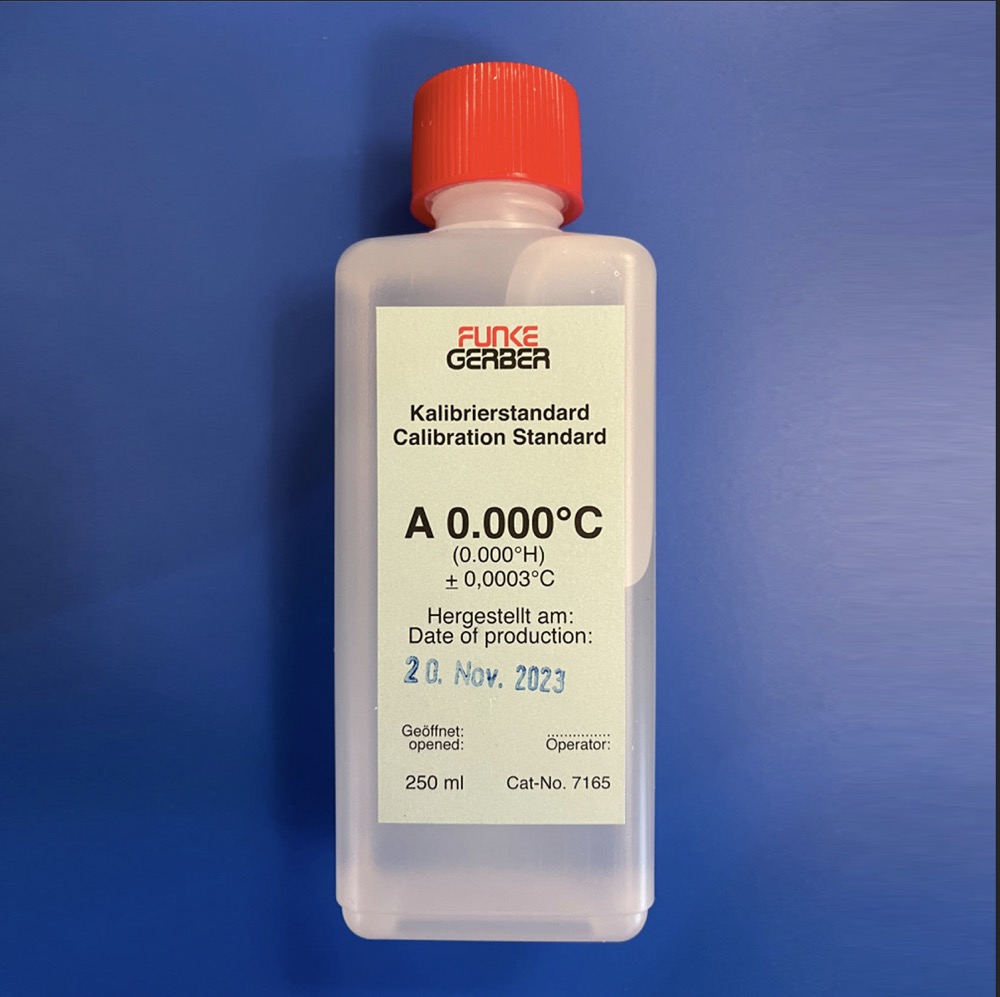 FUNKE
GERBER
Kalibrierstandard
Calibration Standard
A 0.000°C
(0.000°H)
± 0,0003°C
Hergestellt am:
Date of production:
20. Nov. 2023
Geöffnet: ...............
opened: Operator:
250 ml Cat-No. 7165